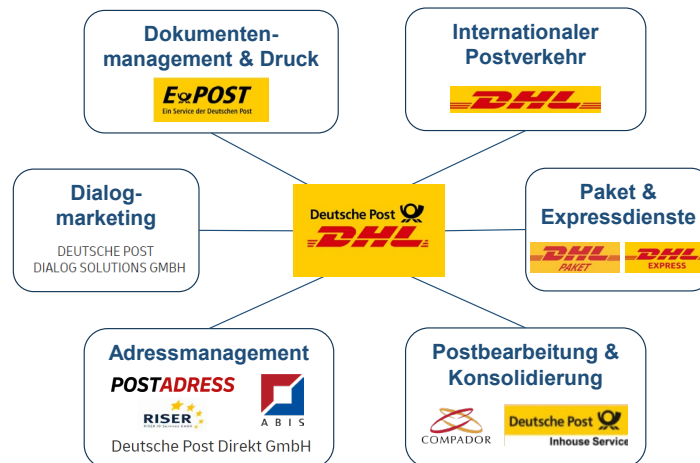 Dokumenten-
management & Druck
E POST
Ein Service der Deutschen Post
Internationaler
Postverkehr
DHL
Dialog-
marketing
DEUTSCHE POST
DIALOG SOLUTIONS GMBH
Deutsche Post
DHL
Paket &
Expressdienste
DHL
PAKET
DHL
EXPRESS
Adressmanagement
POSTADRESS
RISER
ABIS
Deutsche Post Direkt GmbH
Postbearbeitung &
Konsolidierung
COMPADOR
Deutsche Post
Inhouse Service